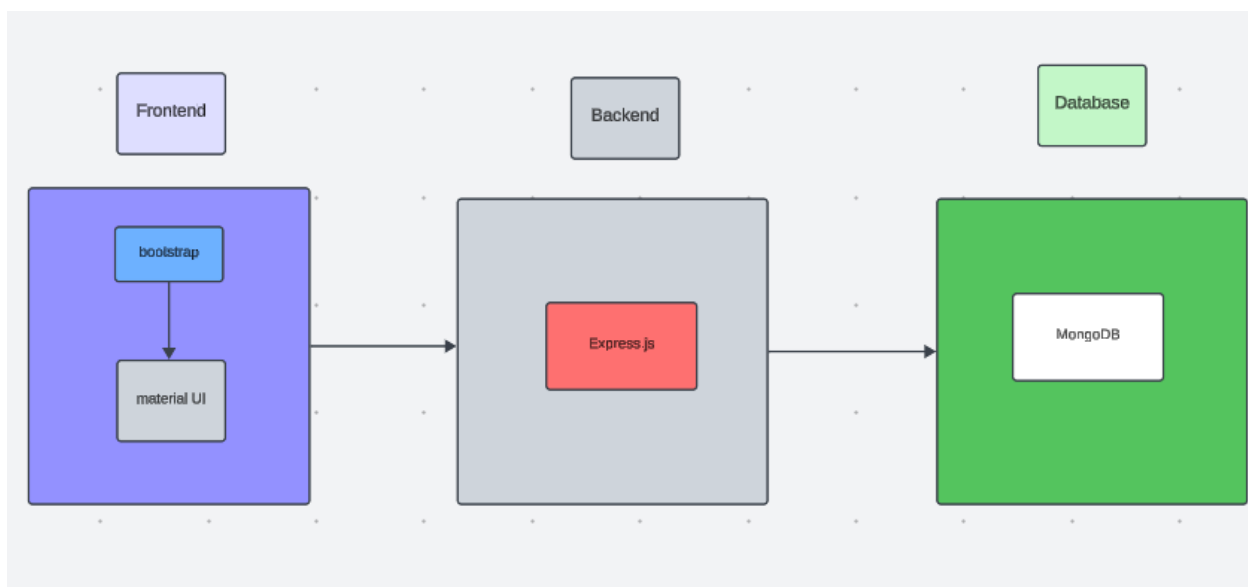 Frontend
Backend
Database
bootstrap
material UI
Express.js
MongoDB